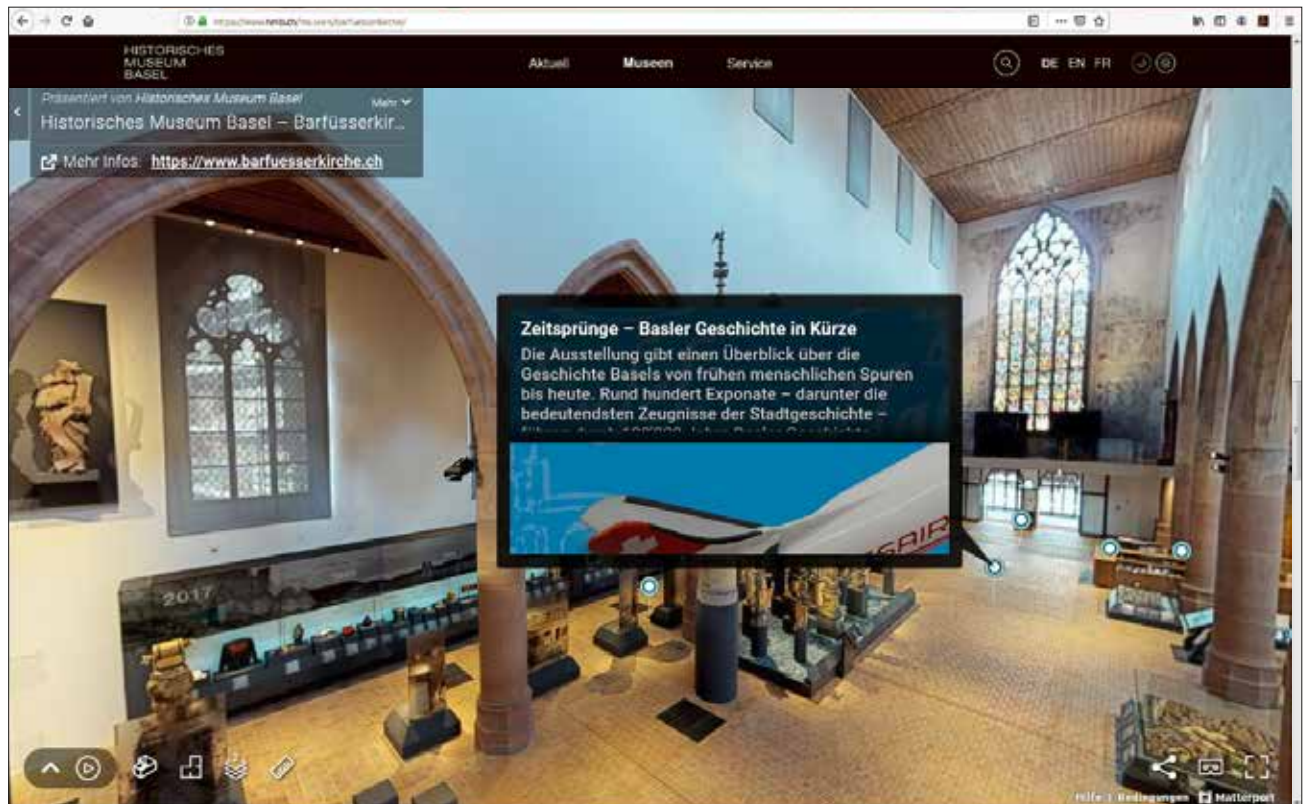 HISTORISCHES
MUSEUM
BASEL
Aktuell Museen Service
DE EN FR
Präsentiert von Historisches Museum Basel Mehr
Historisches Museum Basel – Barfüsserkir...
Mehr Infos: https://www.barfuesserkirche.ch
Zeitsprünge – Basler Geschichte in Kürze
Die Ausstellung gibt einen Überblick über die
Geschichte Basels von frühen menschlichen Spuren
bis heute. Rund hundert Exponate – darunter die
bedeutendsten Zeugnisse der Stadtgeschichte –
2017
Hilfe | Bedingungen Matterport